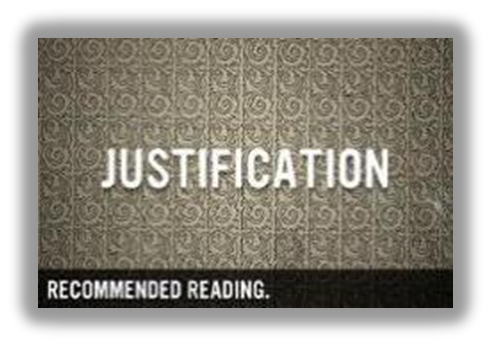 JUSTIFICATION
RECOMMENDED READING.